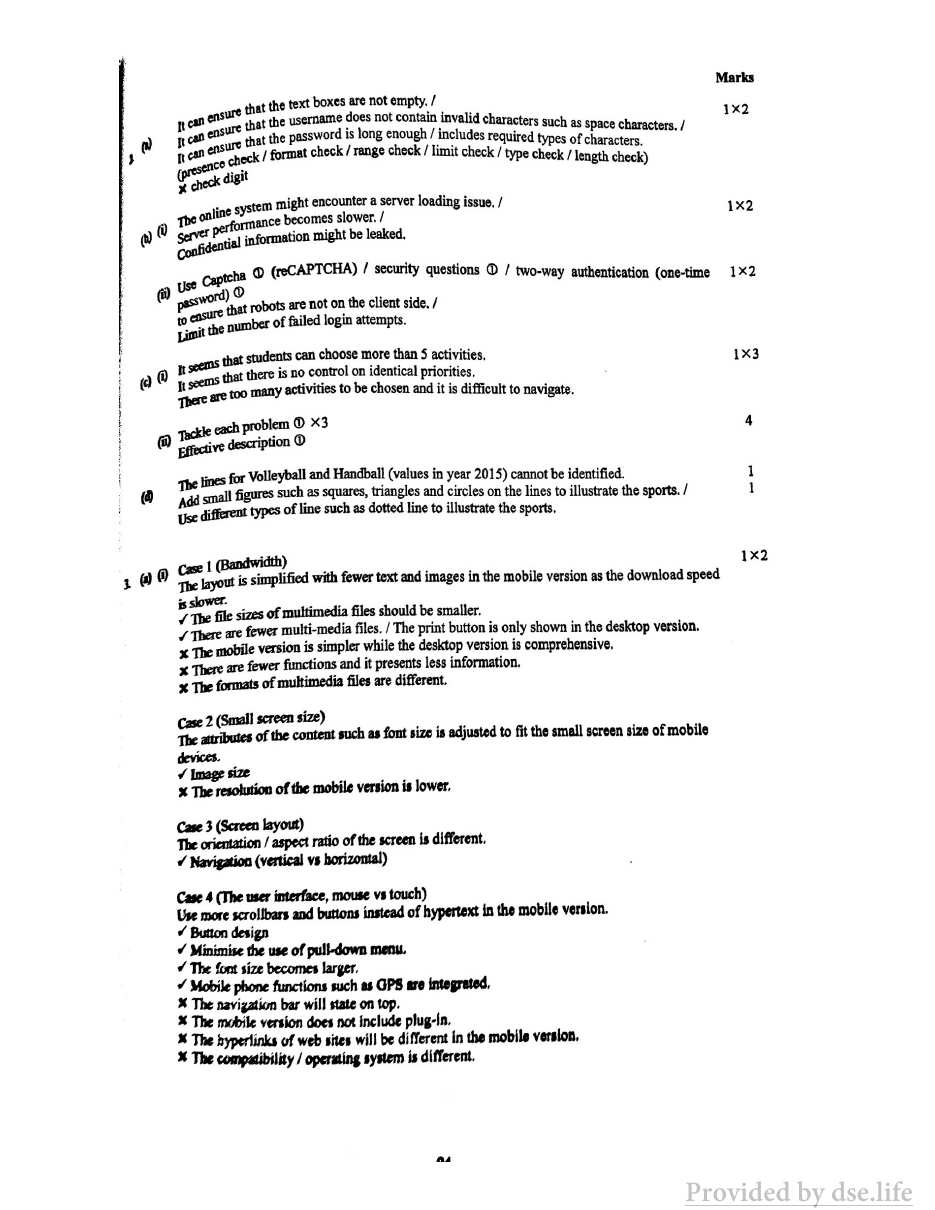 Marks
1 (a) It can ensure that the text boxes are not empty. / 1×2
It can ensure that the username does not contain invalid characters such as space characters. /
It can ensure that the password is long enough / includes required types of characters.
(presence check / format check / range check / limit check / type check / length check)
✗ check digit
(b) (i) The online system might encounter a server loading issue. / 1×2
Server performance becomes slower. /
Confidential information might be leaked.
(ii) Use Captcha ① (reCAPTCHA) / security questions ① / two-way authentication (one-time 1×2
password) ①
to ensure that robots are not on the client side. /
Limit the number of failed login attempts.
(c) (i) It seems that students can choose more than 5 activities. 1×3
It seems that there is no control on identical priorities.
There are too many activities to be chosen and it is difficult to navigate.
(ii) Tackle each problem ① ×3 4
Effective description ①
(d) The lines for Volleyball and Handball (values in year 2015) cannot be identified. 1
Add small figures such as squares, triangles and circles on the lines to illustrate the sports. / 1
Use different types of line such as dotted line to illustrate the sports.
(a) (i) Case 1 (Bandwidth) 1×2
The layout is simplified with fewer text and images in the mobile version as the download speed
is slower.
✓ The file sizes of multimedia files should be smaller.
✓ There are fewer multi-media files. / The print button is only shown in the desktop version.
✗ The mobile version is simpler while the desktop version is comprehensive.
✗ There are fewer functions and it presents less information.
✗ The formats of multimedia files are different.
Case 2 (Small screen size)
The attributes of the content such as font size is adjusted to fit the small screen size of mobile
devices.
✓ Image size
✗ The resolution of the mobile version is lower.
Case 3 (Screen layout)
The orientation / aspect ratio of the screen is different.
✓ Navigation (vertical vs horizontal)
Case 4 (The user interface, mouse vs touch)
Use more scrollbars and buttons instead of hypertext in the mobile version.
✓ Button design
✓ Minimise the use of pull-down menu.
✓ The font size becomes larger.
✓ Mobile phone functions such as GPS are integrated.
✗ The navigation bar will state on top.
✗ The mobile version does not include plug-in.
✗ The hyperlinks of web sites will be different in the mobile version.
✗ The compatibility / operating system is different.
Provided by dse.life